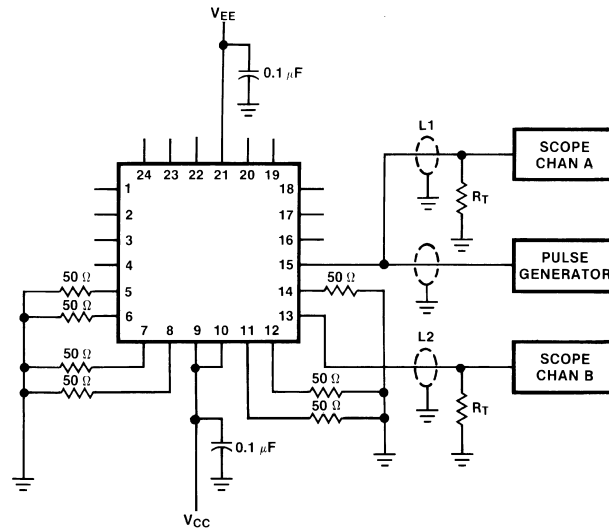 VEE
0.1 μF
L1
SCOPE
CHAN A
24 23 22 21 20 19
1
18
RT
2
17
3
16
4
15
PULSE
GENERATOR
50 Ω
5
14
50 Ω
50 Ω
6
13
7 8 9 10 11 12
L2
SCOPE
CHAN B
50 Ω
50 Ω
50 Ω
50 Ω
RT
0.1 μF
VCC